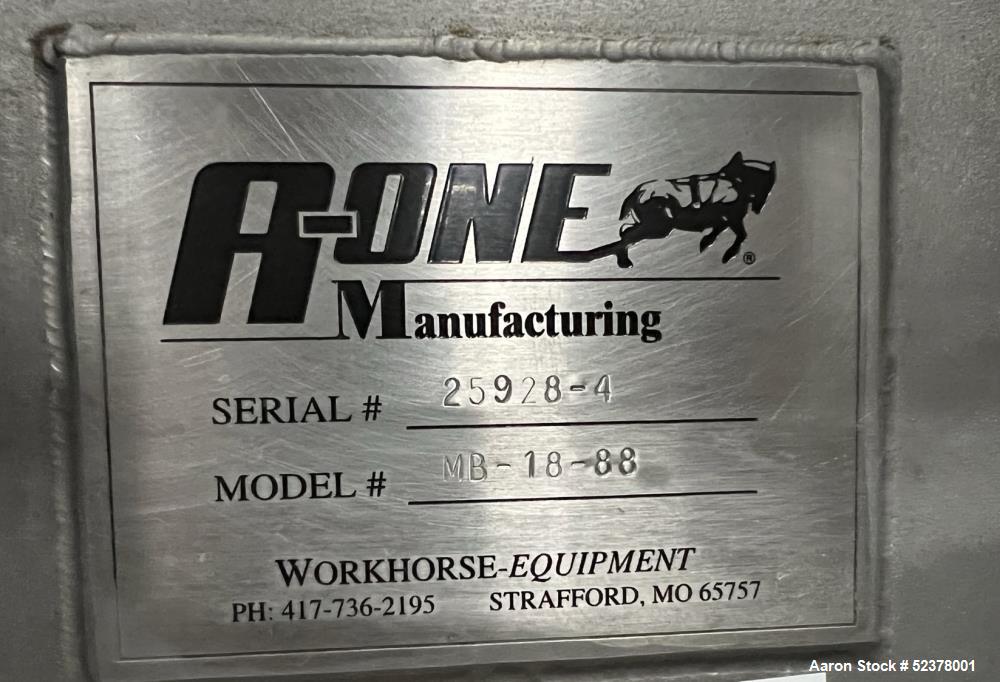 A-ONE ®
Manufacturing
SERIAL # 25928-4
MODEL # MB-18-88
WORKHORSE-EQUIPMENT
PH: 417-736-2195 STRAFFORD, MO 65757
Aaron Stock # 52378001